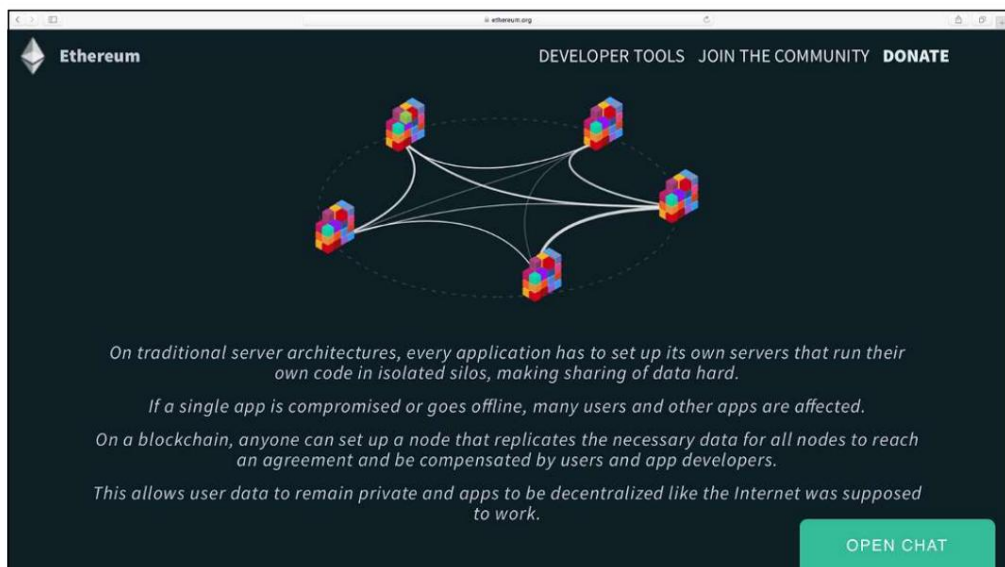 ethereum.org
Ethereum
DEVELOPER TOOLS JOIN THE COMMUNITY DONATE
On traditional server architectures, every application has to set up its own servers that run their
own code in isolated silos, making sharing of data hard.
If a single app is compromised or goes offline, many users and other apps are affected.
On a blockchain, anyone can set up a node that replicates the necessary data for all nodes to reach
an agreement and be compensated by users and app developers.
This allows user data to remain private and apps to be decentralized like the Internet was supposed
to work.
OPEN CHAT